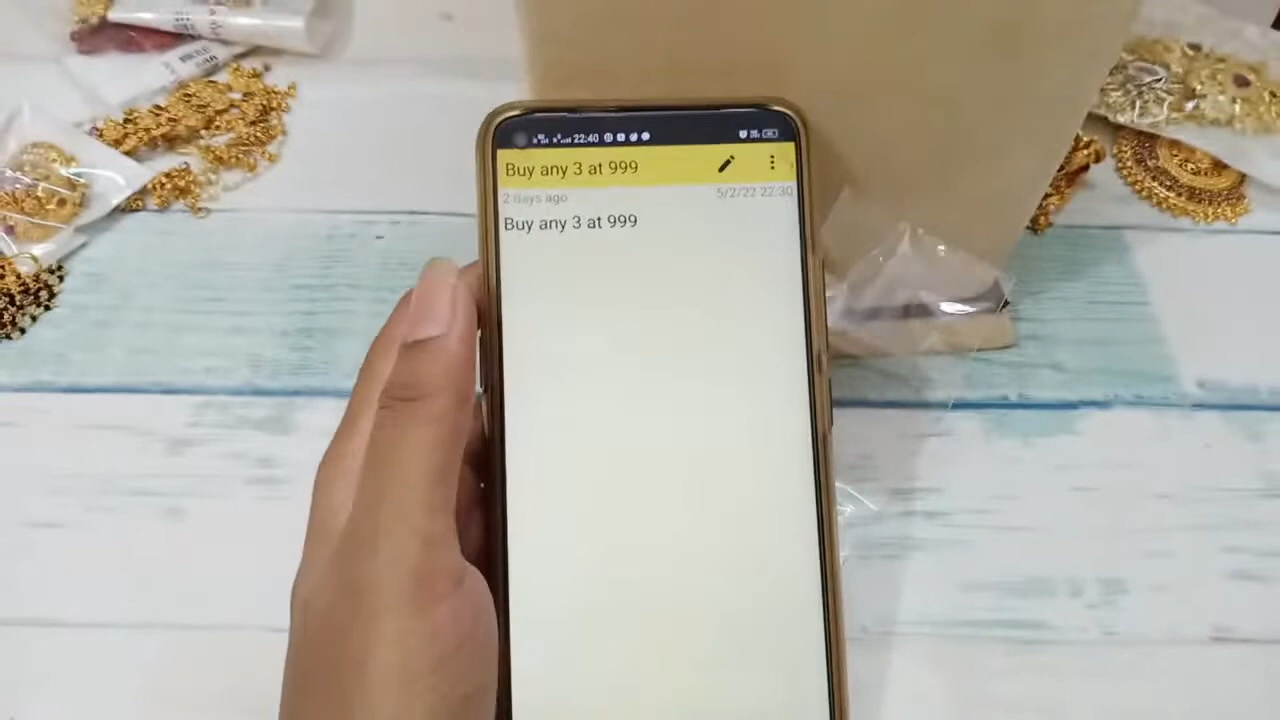 22:40
Buy any 3 at 999
2 days ago
5/2/22 22:30
Buy any 3 at 999